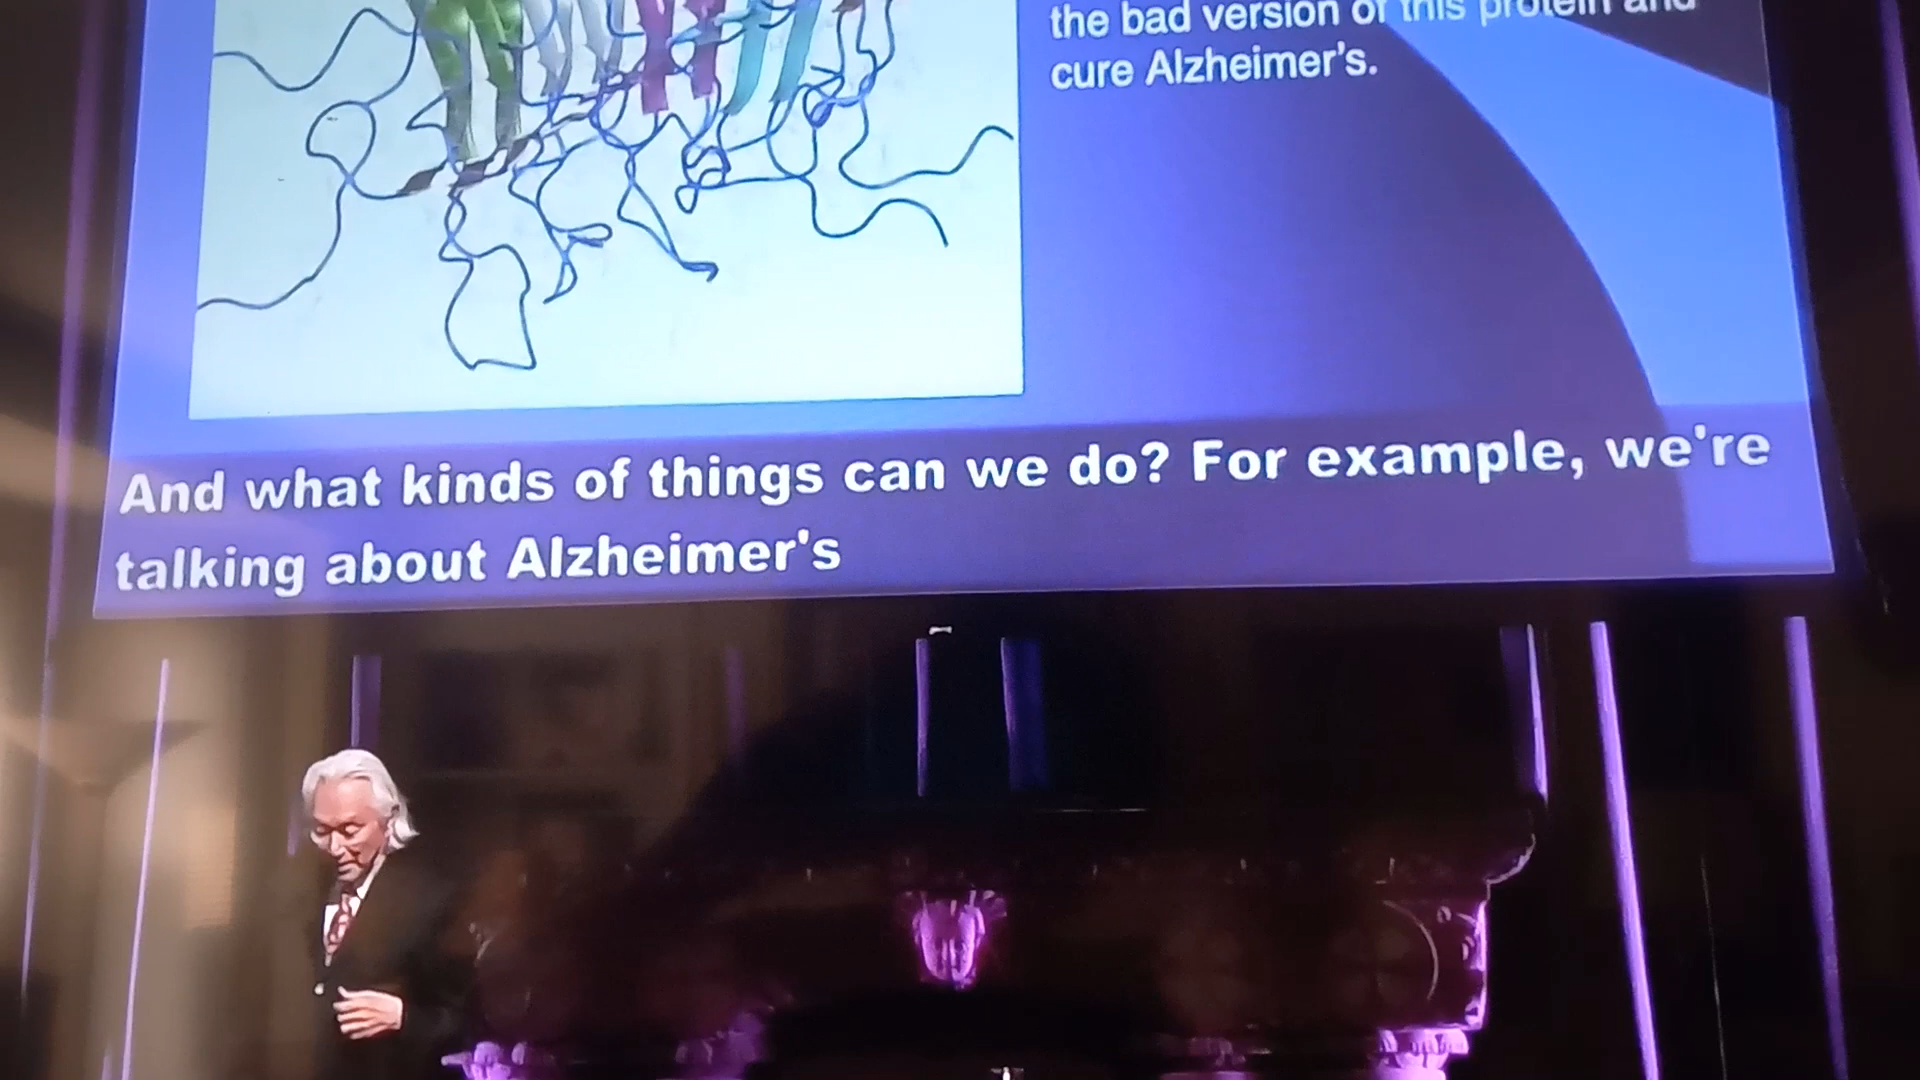 the bad version of this protein and
cure Alzheimer's.
And what kinds of things can we do? For example, we're
talking about Alzheimer's